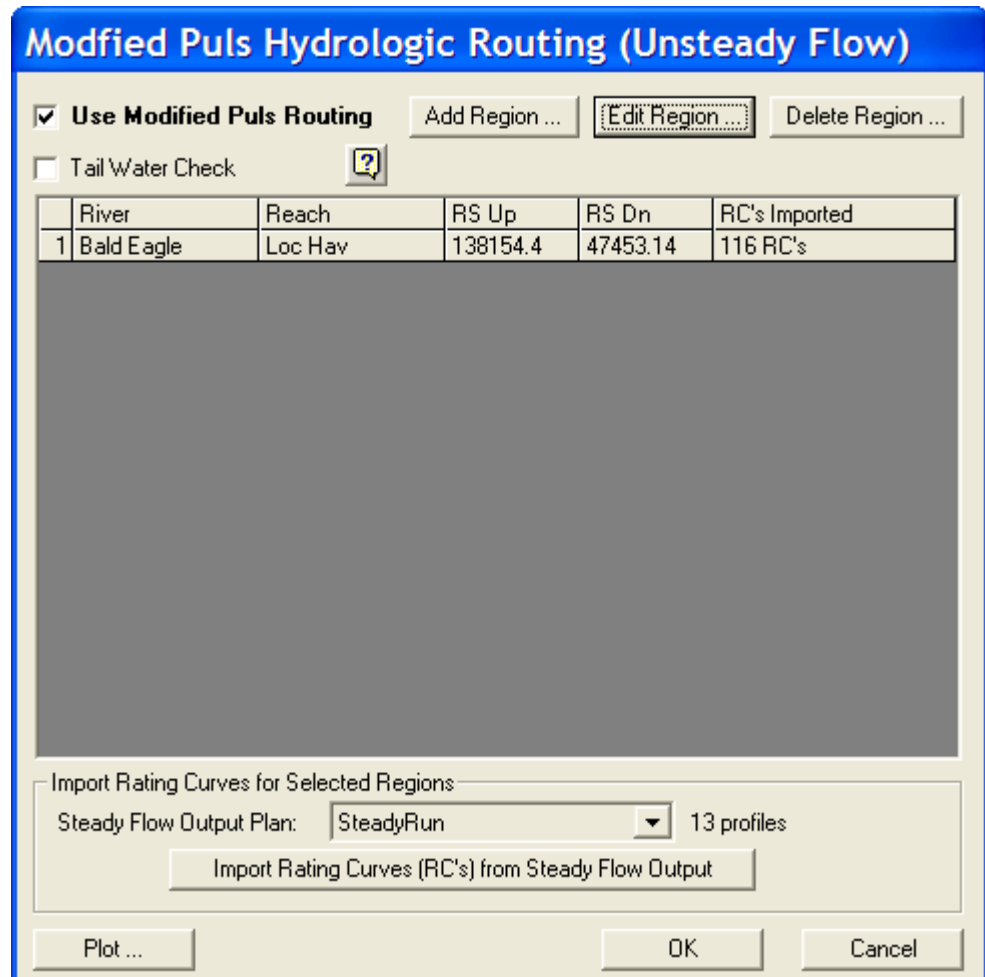 Modfied Puls Hydrologic Routing (Unsteady Flow)
Use Modified Puls Routing Add Region ... Edit Region ... Delete Region ...
Tail Water Check ?
River Reach RS Up RS Dn RC's Imported
1 Bald Eagle Loc Hav 138154.4 47453.14 116 RC's
Import Rating Curves for Selected Regions
Steady Flow Output Plan: SteadyRun 13 profiles
Import Rating Curves (RC's) from Steady Flow Output
Plot ... OK Cancel